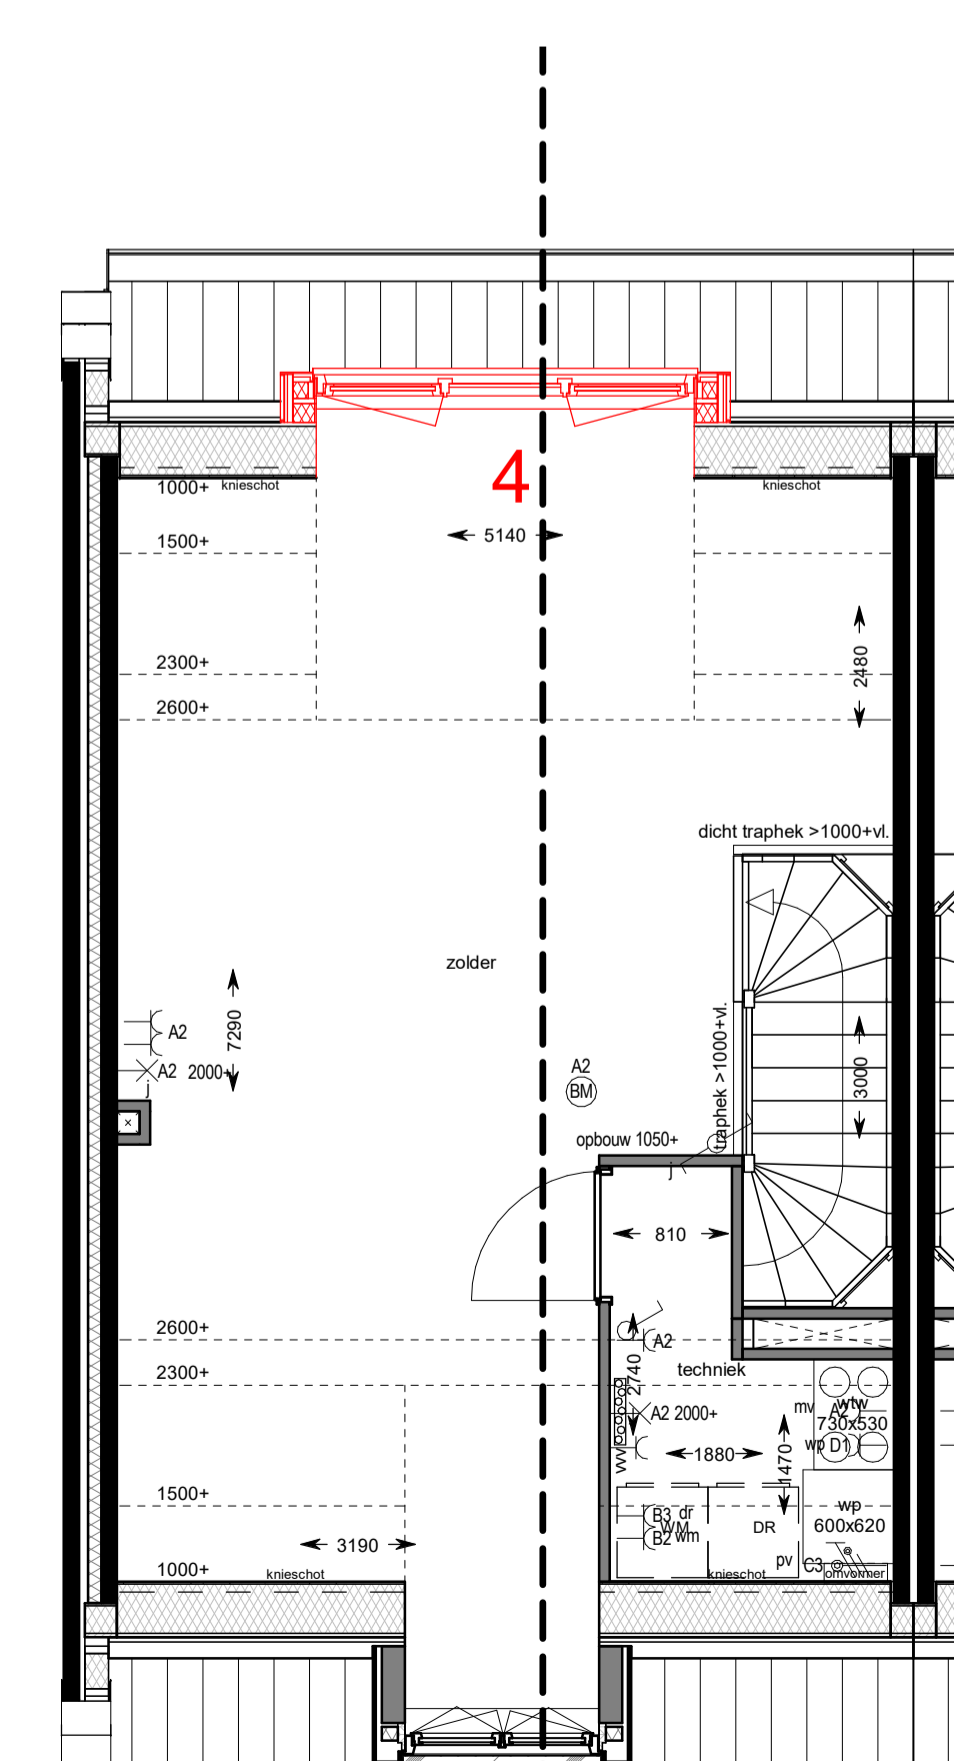 4
1000+
knieschot
knieschot
5140
1500+
2300+
2480
2600+
dicht traphek >1000+vl.
zolder
7290
A2
A2 2000+
j
traphek >1000+vl.
3000
A2
BM
opbouw 1050+
j
810
2600+
A2
2740
techniek
2300+
mv
A2
wtw
730x530
A2 2000+
wp D1
vvv
1880
1470
1500+
B3 dr
WM
B2 wm
DR
wp
600x620
3190
pv
C3
omvormer
1000+
knieschot
knieschot